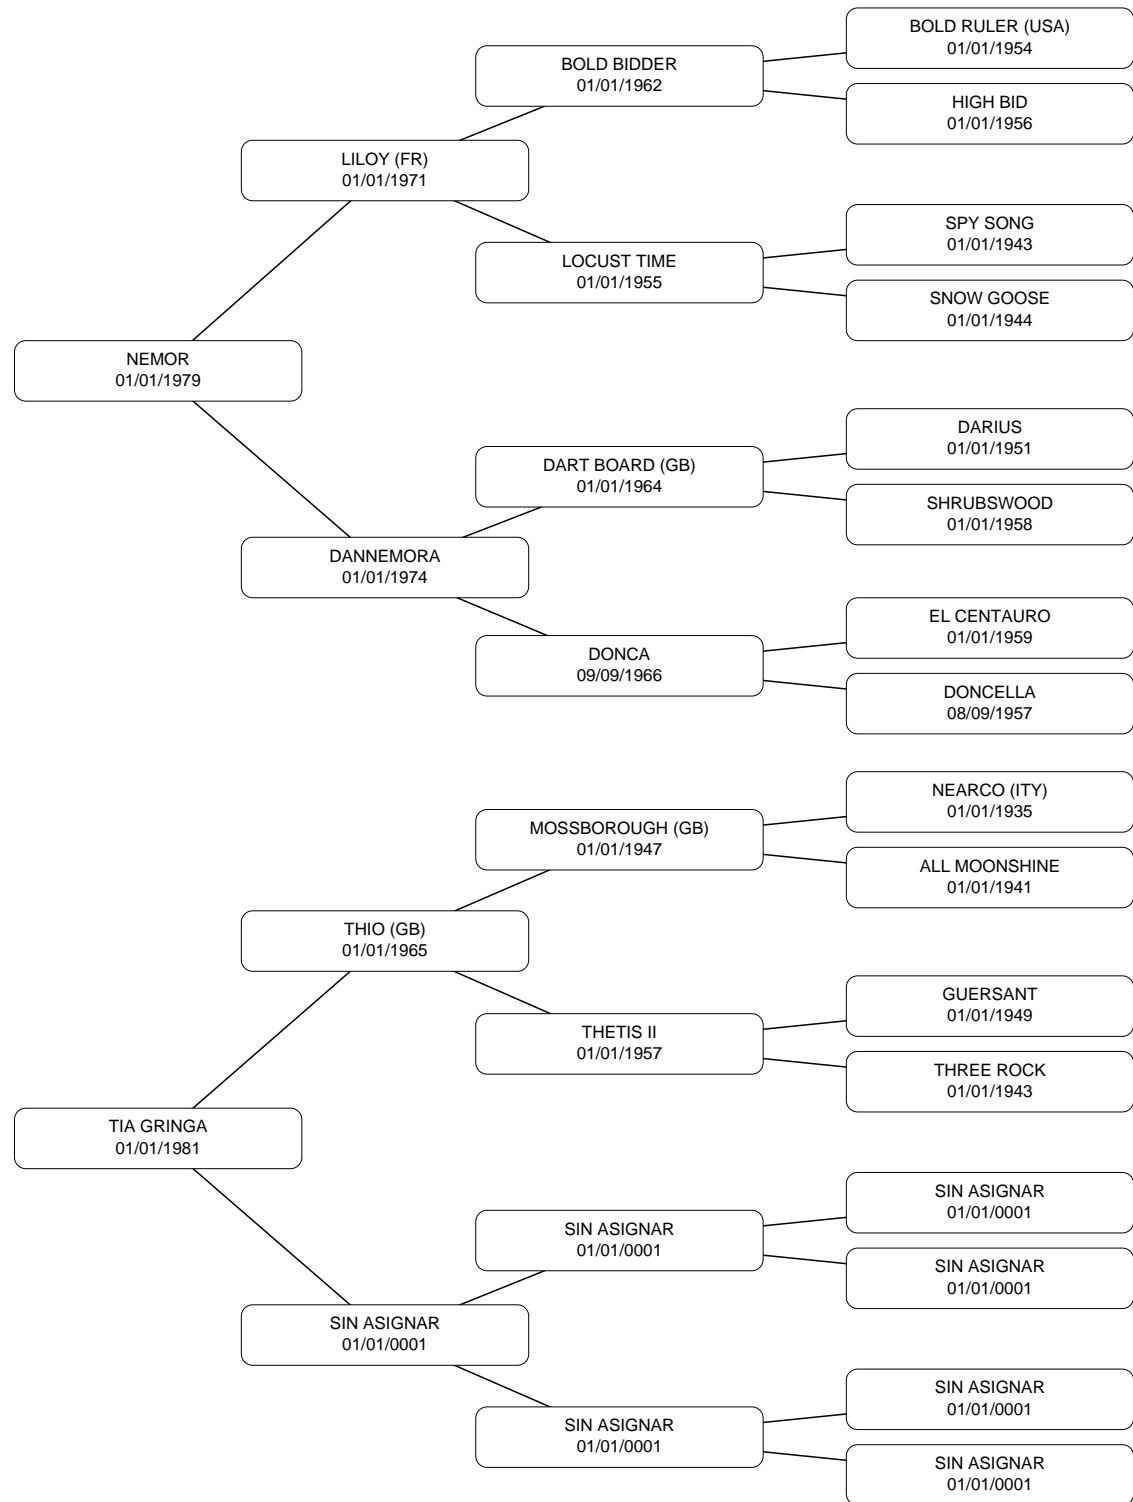 BOLD RULER (USA)
01/01/1954
BOLD BIDDER
01/01/1962
HIGH BID
01/01/1956
LILOY (FR)
01/01/1971
SPY SONG
01/01/1943
LOCUST TIME
01/01/1955
SNOW GOOSE
01/01/1944
NEMOR
01/01/1979
DARIUS
01/01/1951
DART BOARD (GB)
01/01/1964
SHRUBSWOOD
01/01/1958
DANNEMORA
01/01/1974
EL CENTAURO
01/01/1959
DONCA
09/09/1966
DONCELLA
08/09/1957
NEARCO (ITY)
01/01/1935
MOSSBOROUGH (GB)
01/01/1947
ALL MOONSHINE
01/01/1941
THIO (GB)
01/01/1965
GUERSANT
01/01/1949
THETIS II
01/01/1957
THREE ROCK
01/01/1943
TIA GRINGA
01/01/1981
SIN ASIGNAR
01/01/0001
SIN ASIGNAR
01/01/0001
SIN ASIGNAR
01/01/0001
SIN ASIGNAR
01/01/0001
SIN ASIGNAR
01/01/0001
SIN ASIGNAR
01/01/0001
SIN ASIGNAR
01/01/0001